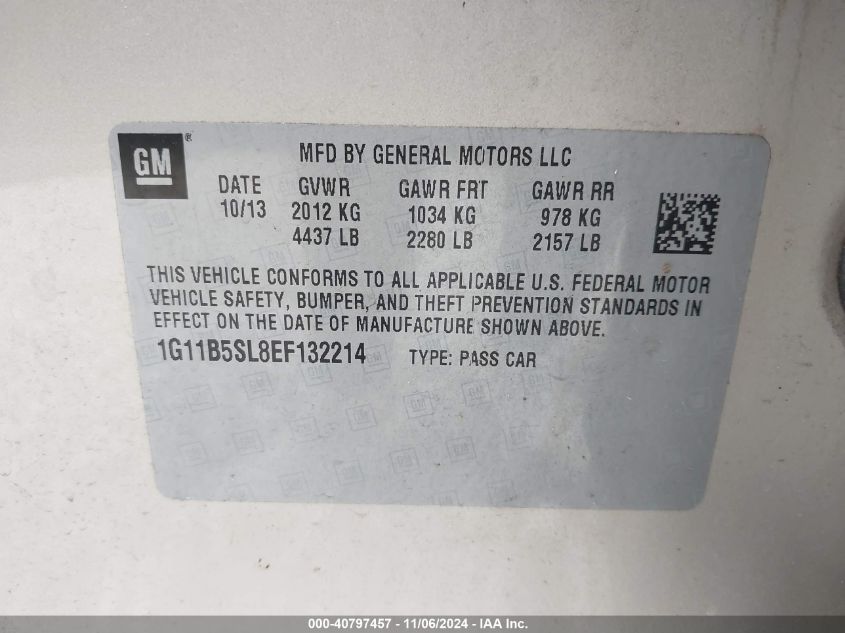 GM®
MFD BY GENERAL MOTORS LLC
DATE GVWR GAWR FRT GAWR RR
10/13 2012 KG 1034 KG 978 KG
4437 LB 2280 LB 2157 LB
THIS VEHICLE CONFORMS TO ALL APPLICABLE U.S. FEDERAL MOTOR
VEHICLE SAFETY, BUMPER, AND THEFT PREVENTION STANDARDS IN
EFFECT ON THE DATE OF MANUFACTURE SHOWN ABOVE.
1G11B5SL8EF132214 TYPE: PASS CAR
000-40797457 - 11/06/2024 - IAA Inc.